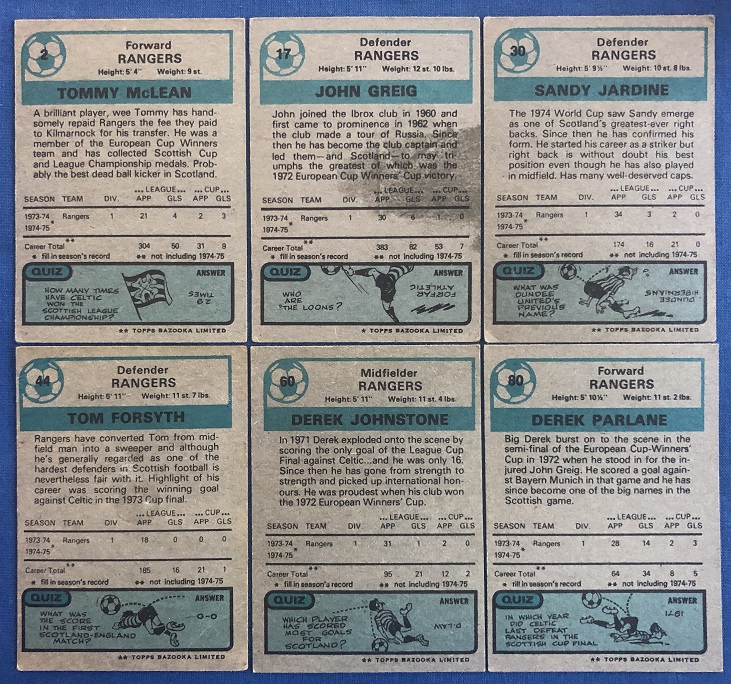 2
Forward
RANGERS
Height: 5' 4" Weight: 9 st.
TOMMY McLEAN
A brilliant player, wee Tommy has hand-
somely repaid Rangers the fee they paid
to Kilmarnock for his transfer. He was a
member of the European Cup Winners
team and has collected Scottish Cup
and League Championship medals. Prob-
ably the best dead ball kicker in Scotland.
...LEAGUE... ...CUP...
SEASON TEAM DIV. APP GLS APP GLS
1973-74 Rangers 1 21 4 2 3
1974-75 *
Career Total ** 304 50 31 9
* fill in season's record ** not including 1974-75
QUIZ ANSWER
HOW MANY TIMES
HAVE CELTIC
WON THE
SCOTTISH LEAGUE
CHAMPIONSHIP?
29
TIMES
** TOPPS BAZOOKA LIMITED
17
Defender
RANGERS
Height: 5' 11" Weight: 12 st. 10 lbs.
JOHN GREIG
John joined the Ibrox club in 1960 and
first came to prominence in 1962 when
the club made a tour of Russia. Since
then he has become the club captain and
led them—and Scotland—to may tri-
umphs the greatest of which was the
1972 European Cup Winners' Cup victory.
...LEAGUE... ...CUP...
SEASON TEAM DIV. APP GLS APP GLS
1973-74 Rangers 1 30 6 1 0
1974-75 *
Career Total ** 383 82 53 7
* fill in season's record ** not including 1974-75
QUIZ ANSWER
WHO
ARE
THE LOONS?
FORFAR
ATHLETIC
* TOPPS BAZOOKA LIMITED
30
Defender
RANGERS
Height: 5' 9½" Weight: 10 st. 8 lbs.
SANDY JARDINE
The 1974 World Cup saw Sandy emerge
as one of Scotland's greatest-ever right
backs. Since then he has confirmed his
form. He started his career as a striker but
right back is without doubt his best
position even though he has also played
in midfield. Has many well-deserved caps.
...LEAGUE... ...CUP...
SEASON TEAM DIV. APP GLS APP GLS
1973-74 Rangers 1 34 3 2 0
1974-75 *
Career Total ** 174 16 21 0
* fill in season's record ** not including 1974-75
QUIZ ANSWER
WHAT WAS
DUNDEE
UNITED'S
PREVIOUS
NAME?
DUNDEE
HIBERNIANS
** TOPPS BAZOOKA LIMITED
44
Defender
RANGERS
Height: 5' 11" Weight: 11 st. 7 lbs.
TOM FORSYTH
Rangers have converted Tom from mid-
field man into a sweeper and although
he's generally regarded as one of the
hardest defenders in Scottish football is
nevertheless fair with it. Highlight of his
career was scoring the winning goal
against Celtic in the 1973 Cup final.
...LEAGUE... ...CUP...
SEASON TEAM DIV. APP GLS APP GLS
1973-74 Rangers 1 18 0 0 0
1974-75 *
Career Total ** 185 16 21 1
* fill in season's record ** not including 1974-75
QUIZ ANSWER
WHAT WAS
THE SCORE
IN THE FIRST
SCOTLAND-ENGLAND
MATCH?
0-0
** TOPPS BAZOOKA LIMITED
60
Midfielder
RANGERS
Height: 5' 11" Weight: 11 st. 4 lbs.
DEREK JOHNSTONE
In 1971 Derek exploded onto the scene by
scoring the only goal of the League Cup
Final against Celtic...and he was only 16.
Since then he has gone from strength to
strength and picked up international hon-
ours. He was proudest when his club won
the 1972 European Winners' Cup.
...LEAGUE... ...CUP...
SEASON TEAM DIV. APP GLS APP GLS
1973-74 Rangers 1 31 1 2 0
1974-75 *
Career Total ** 95 21 12 2
* fill in season's record ** not including 1974-75
QUIZ ANSWER
WHICH PLAYER
HAS SCORED
MOST GOALS
FOR
SCOTLAND?
D. LAW
** TOPPS BAZOOKA LIMITED
80
Forward
RANGERS
Height: 5' 10½" Weight: 11 st. 2 lbs.
DEREK PARLANE
Big Derek burst on to the scene in the
semi-final of the European Cup-Winners'
Cup in 1972 when he stood in for the in-
jured John Greig. He scored a goal again-
st Bayern Munich in that game and he has
since become one of the big names in the
Scottish game.
...LEAGUE... ...CUP...
SEASON TEAM DIV. APP GLS APP GLS
1973-74 Rangers 1 28 14 2 3
1974-75 *
Career Total ** 64 34 8 5
* fill in season's record ** not including 1974-75
QUIZ ANSWER
IN WHICH YEAR
DID CELTIC
LAST DEFEAT
RANGERS IN THE
SCOTTISH CUP FINAL
1971
** TOPPS BAZOOKA LIMITED